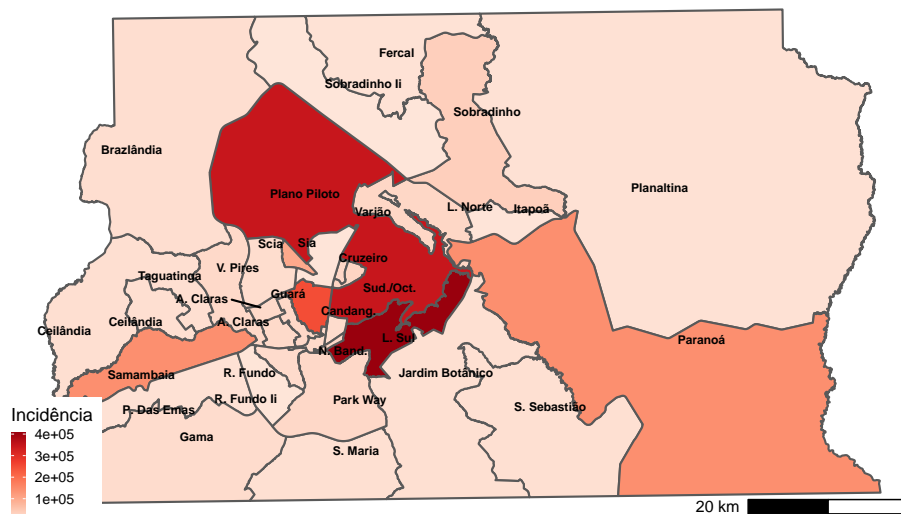 Fercal
Sobradinho Ii
Sobradinho
Brazlândia
Planaltina
Plano Piloto
L. Norte
Itapoã
Varjão
Scia
Sia
Cruzeiro
V. Pires
Taguatinga
Guará
Sud./Oct.
A. Claras
Candang.
Ceilândia
Ceilândia
A. Claras
L. Sul
Paranoá
N. Band.
Samambaia
R. Fundo
Jardim Botânico
R. Fundo Ii
Park Way
S. Sebastião
P. Das Emas
Gama
S. Maria
Incidência
4e+05
3e+05
2e+05
1e+05
20 km